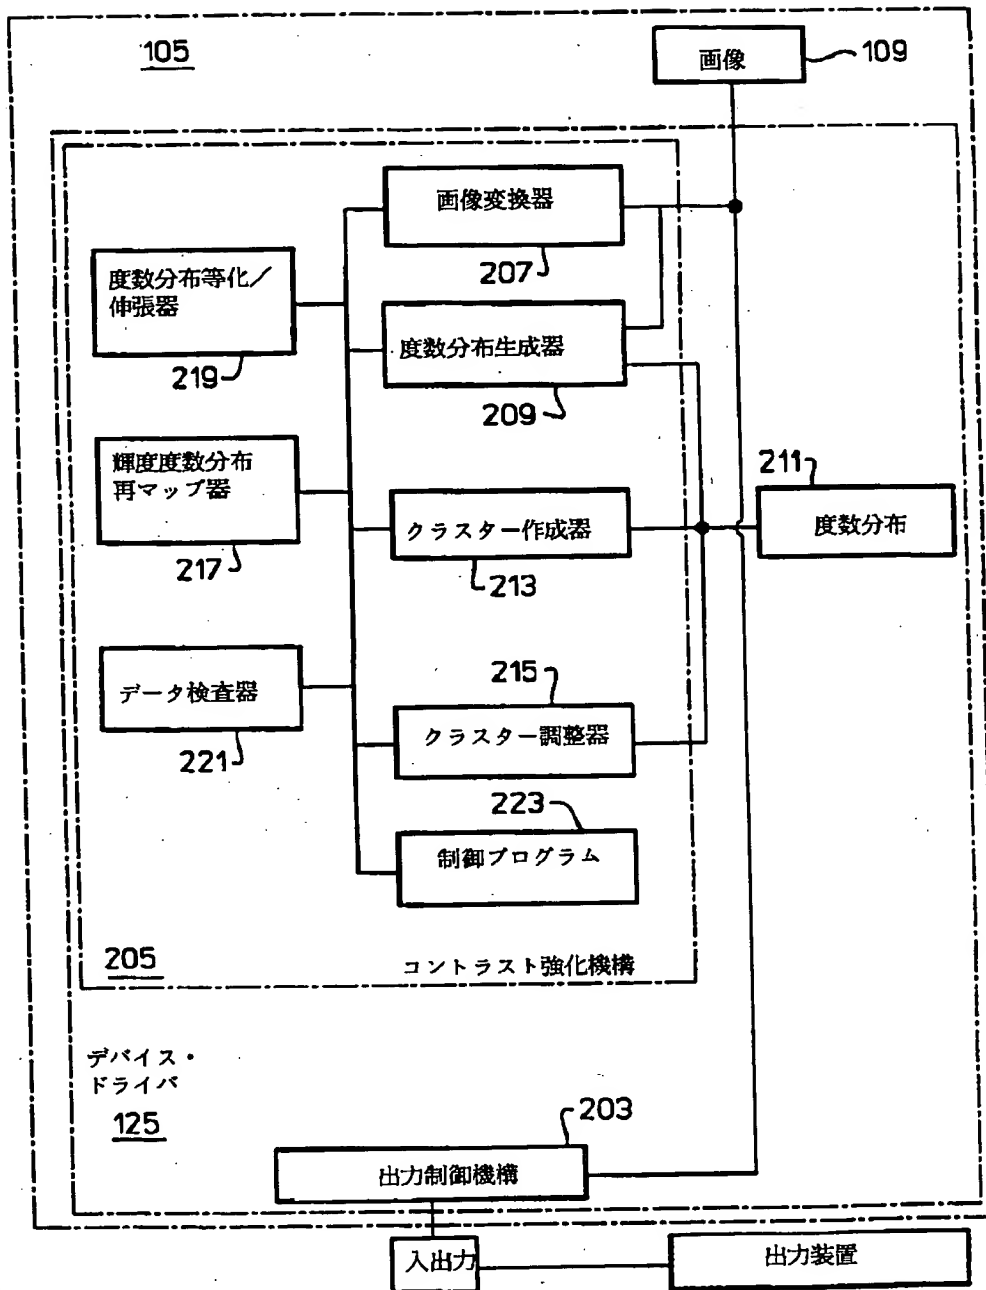 105
画像
109
画像変換器
207
度数分布等化／
伸張器
219
度数分布生成器
209
輝度度数分布
再マップ器
217
211
度数分布
クラスター作成器
213
データ検査器
221
215
クラスター調整器
223
制御プログラム
205
コントラスト強化機構
デバイス・
ドライバ
125
203
出力制御機構
入出力
出力装置